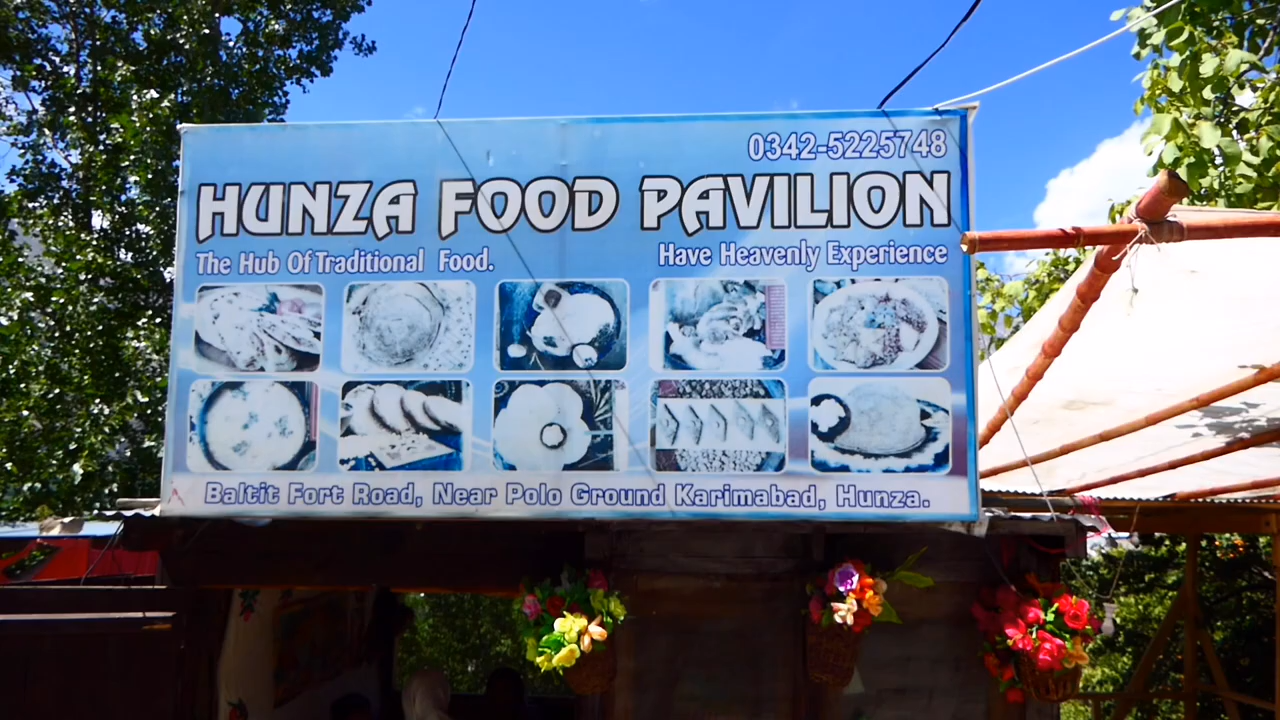 0342-5225748
HUNZA FOOD PAVILION
The Hub Of Traditional Food. Have Heavenly Experience
Baltit Fort Road, Near Polo Ground Karimabad, Hunza.